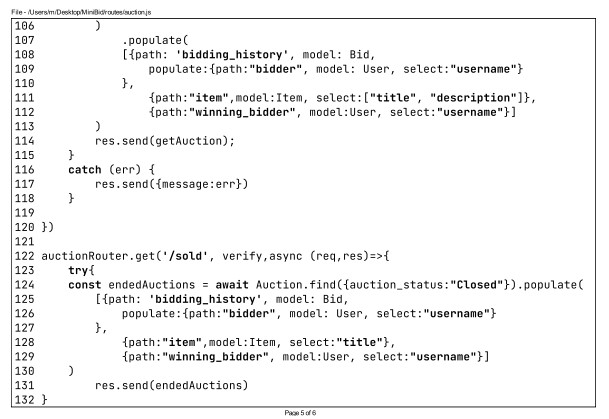 File - /Users/m/Desktop/MiniBid/routes/auction.js
106         )
107             .populate(
108             [{path: 'bidding_history', model: Bid,
109                 populate:{path:"bidder", model: User, select:"username"}
110             },
111                 {path:"item",model:Item, select:["title", "description"]},
112                 {path:"winning_bidder", model:User, select:"username"}]
113         )
114         res.send(getAuction);
115     }
116     catch (err) {
117         res.send({message:err})
118     }
119
120 })
121
122 auctionRouter.get('/sold', verify,async (req,res)=>{
123     try{
124     const endedAuctions = await Auction.find({auction_status:"Closed"}).populate(
125         [{path: 'bidding_history', model: Bid,
126             populate:{path:"bidder", model: User, select:"username"}
127         },
128             {path:"item",model:Item, select:"title"},
129             {path:"winning_bidder", model:User, select:"username"}]
130     )
131         res.send(endedAuctions)
132 }
Page 5 of 6